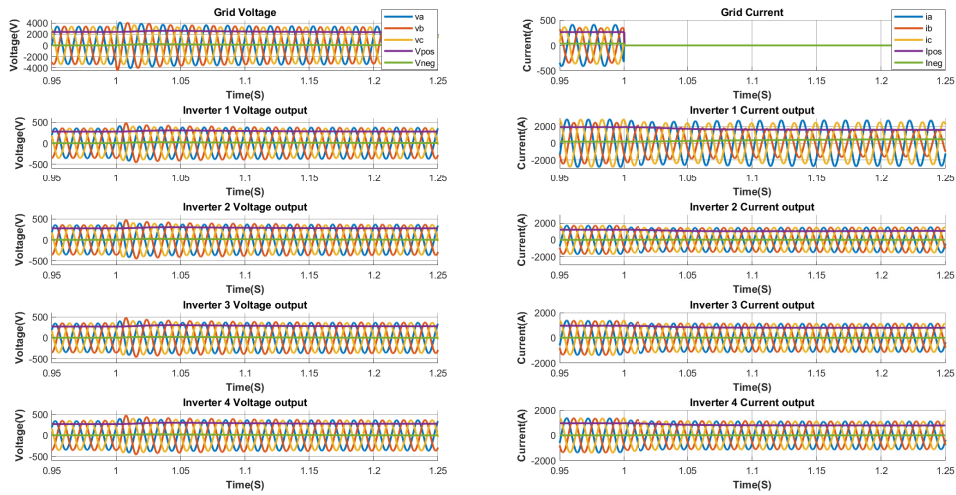 Grid Voltage
4000
2000
0
-2000
-4000
Voltage(V)
va
vb
vc
Vpos
Vneg
0.95 1 1.05 1.1 1.15 1.2 1.25
Time(S)
Grid Current
500
0
-500
Current(A)
ia
ib
ic
Ipos
Ineg
0.95 1 1.05 1.1 1.15 1.2 1.25
Time(S)
Inverter 1 Voltage output
500
0
-500
Voltage(V)
0.95 1 1.05 1.1 1.15 1.2 1.25
Time(S)
Inverter 1 Current output
2000
0
-2000
Current(A)
0.95 1 1.05 1.1 1.15 1.2 1.25
Time(S)
Inverter 2 Voltage output
500
0
-500
Voltage(V)
0.95 1 1.05 1.1 1.15 1.2 1.25
Time(S)
Inverter 2 Current output
2000
0
-2000
Current(A)
0.95 1 1.05 1.1 1.15 1.2 1.25
Time(S)
Inverter 3 Voltage output
500
0
-500
Voltage(V)
0.95 1 1.05 1.1 1.15 1.2 1.25
Time(S)
Inverter 3 Current output
2000
0
-2000
Current(A)
0.95 1 1.05 1.1 1.15 1.2 1.25
Time(S)
Inverter 4 Voltage output
500
0
-500
Voltage(V)
0.95 1 1.05 1.1 1.15 1.2 1.25
Time(S)
Inverter 4 Current output
2000
0
-2000
Current(A)
0.95 1 1.05 1.1 1.15 1.2 1.25
Time(S)